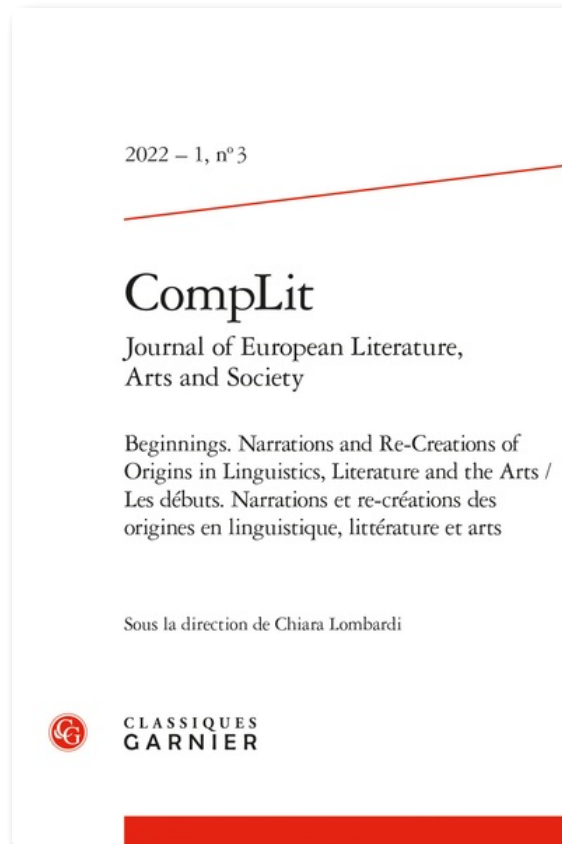 2022 – 1, nº 3
CompLit
Journal of European Literature,
Arts and Society
Beginnings. Narrations and Re-Creations of
Origins in Linguistics, Literature and the Arts /
Les débuts. Narrations et re-créations des
origines en linguistique, littérature et arts
Sous la direction de Chiara Lombardi
CG
CLASSIQUES
GARNIER